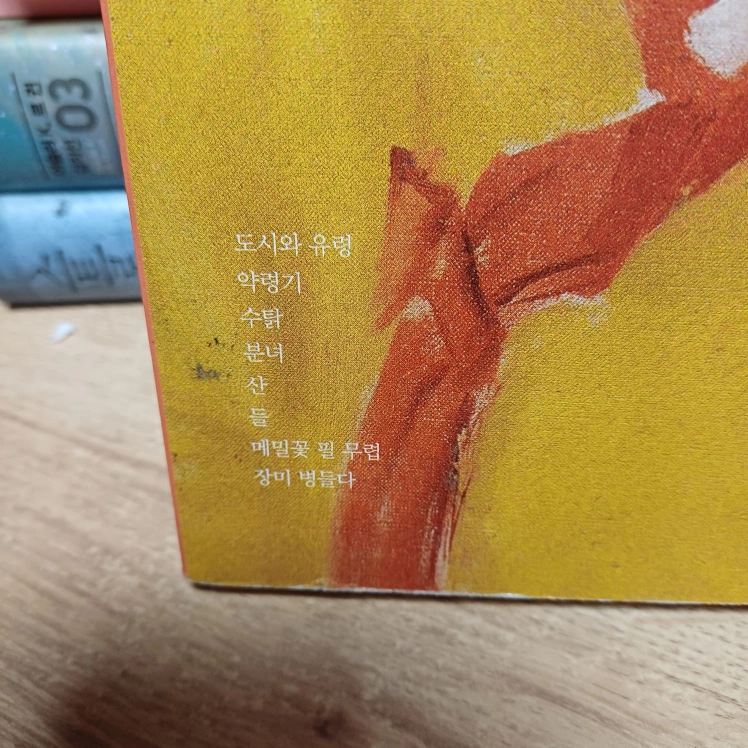 도시와 유령
약령기
수탉
분녀
산
들
메밀꽃 필 무렵
장미 병들다
03